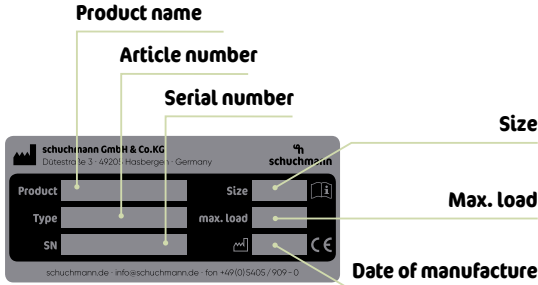 Product name
Article number
Serial number
Size
Max. load
Date of manufacture
schuchmann GmbH & Co.KG
Dütestraße 3 · 49205 Hasbergen · Germany
schuchmann
Product
Size
Type
max. load
SN
CE
schuchmann.de · info@schuchmann.de · fon +49(0)5405 / 909 - 0